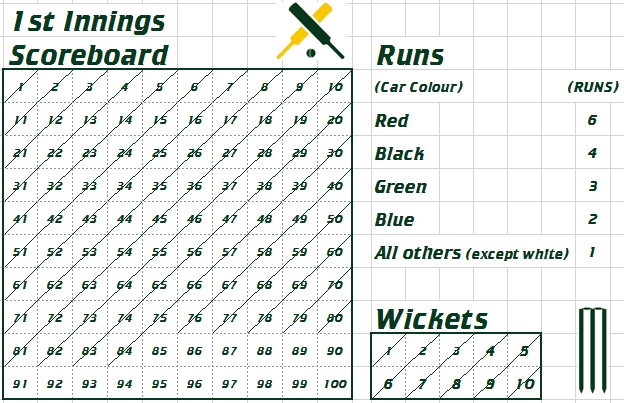 1st Innings
Scoreboard
1 2 3 4 5 6 7 8 9 10
11 12 13 14 15 16 17 18 19 20
21 22 23 24 25 26 27 28 29 30
31 32 33 34 35 36 37 38 39 40
41 42 43 44 45 46 47 48 49 50
51 52 53 54 55 56 57 58 59 60
61 62 63 64 65 66 67 68 69 70
71 72 73 74 75 76 77 78 79 80
81 82 83 84 85 86 87 88 89 90
91 92 93 94 95 96 97 98 99 100
Runs
(Car Colour) (RUNS)
Red 6
Black 4
Green 3
Blue 2
All others (except white) 1
Wickets
1 2 3 4 5
6 7 8 9 10